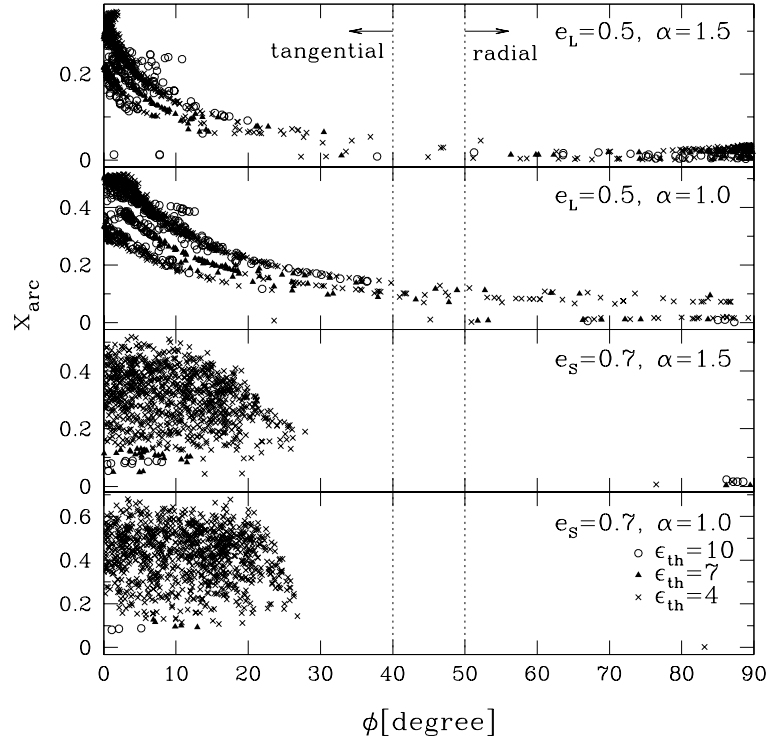 tangential
radial
e_L=0.5, α=1.5
0.2
0
e_L=0.5, α=1.0
0.4
0.2
0
X_arc
e_S=0.7, α=1.5
0.4
0.2
0
e_S=0.7, α=1.0
0.6
ϵ_th=10
ϵ_th=7
0.4
ϵ_th=4
0.2
0
0 10 20 30 40 50 60 70 80 90
ϕ[degree]